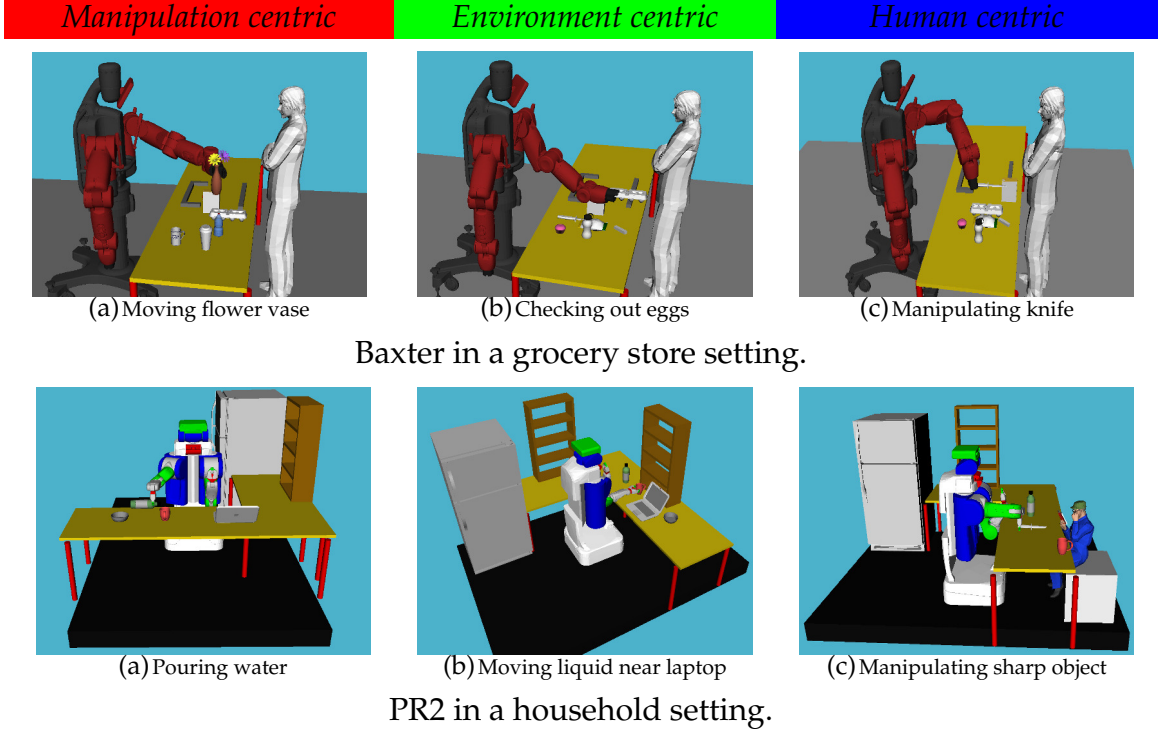 Manipulation centric Environment centric Human centric
(a) Moving flower vase (b) Checking out eggs (c) Manipulating knife
Baxter in a grocery store setting.
(a) Pouring water (b) Moving liquid near laptop (c) Manipulating sharp object
PR2 in a household setting.